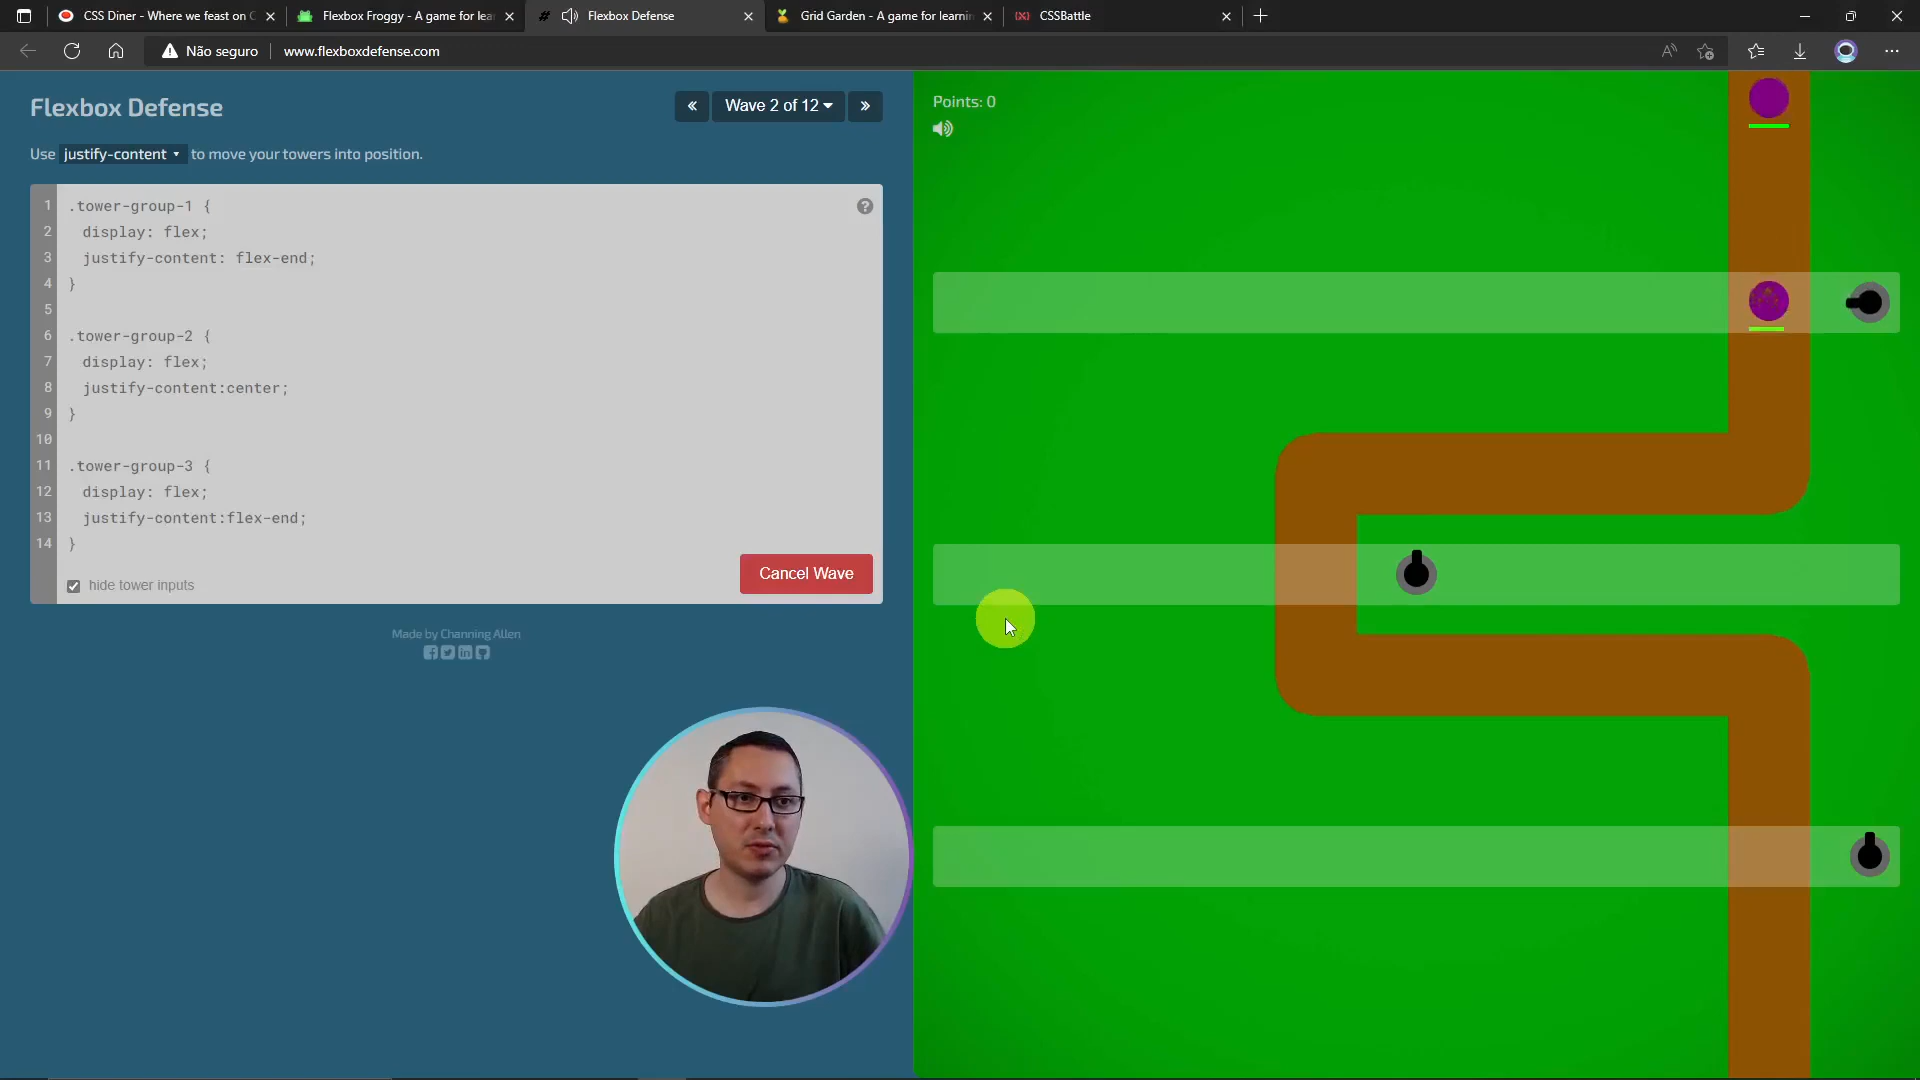 CSS Diner - Where we feast on C
Flexbox Froggy - A game for lea
Flexbox Defense
Grid Garden - A game for learnin
CSSBattle
Não seguro
www.flexboxdefense.com
Flexbox Defense
« Wave 2 of 12 »
Use justify-content to move your towers into position.
1 .tower-group-1 {
2 display: flex;
3 justify-content: flex-end;
4 }
5
6 .tower-group-2 {
7 display: flex;
8 justify-content:center;
9 }
10
11 .tower-group-3 {
12 display: flex;
13 justify-content:flex-end;
14 }
hide tower inputs
Cancel Wave
Made by Channing Allen
Points: 0